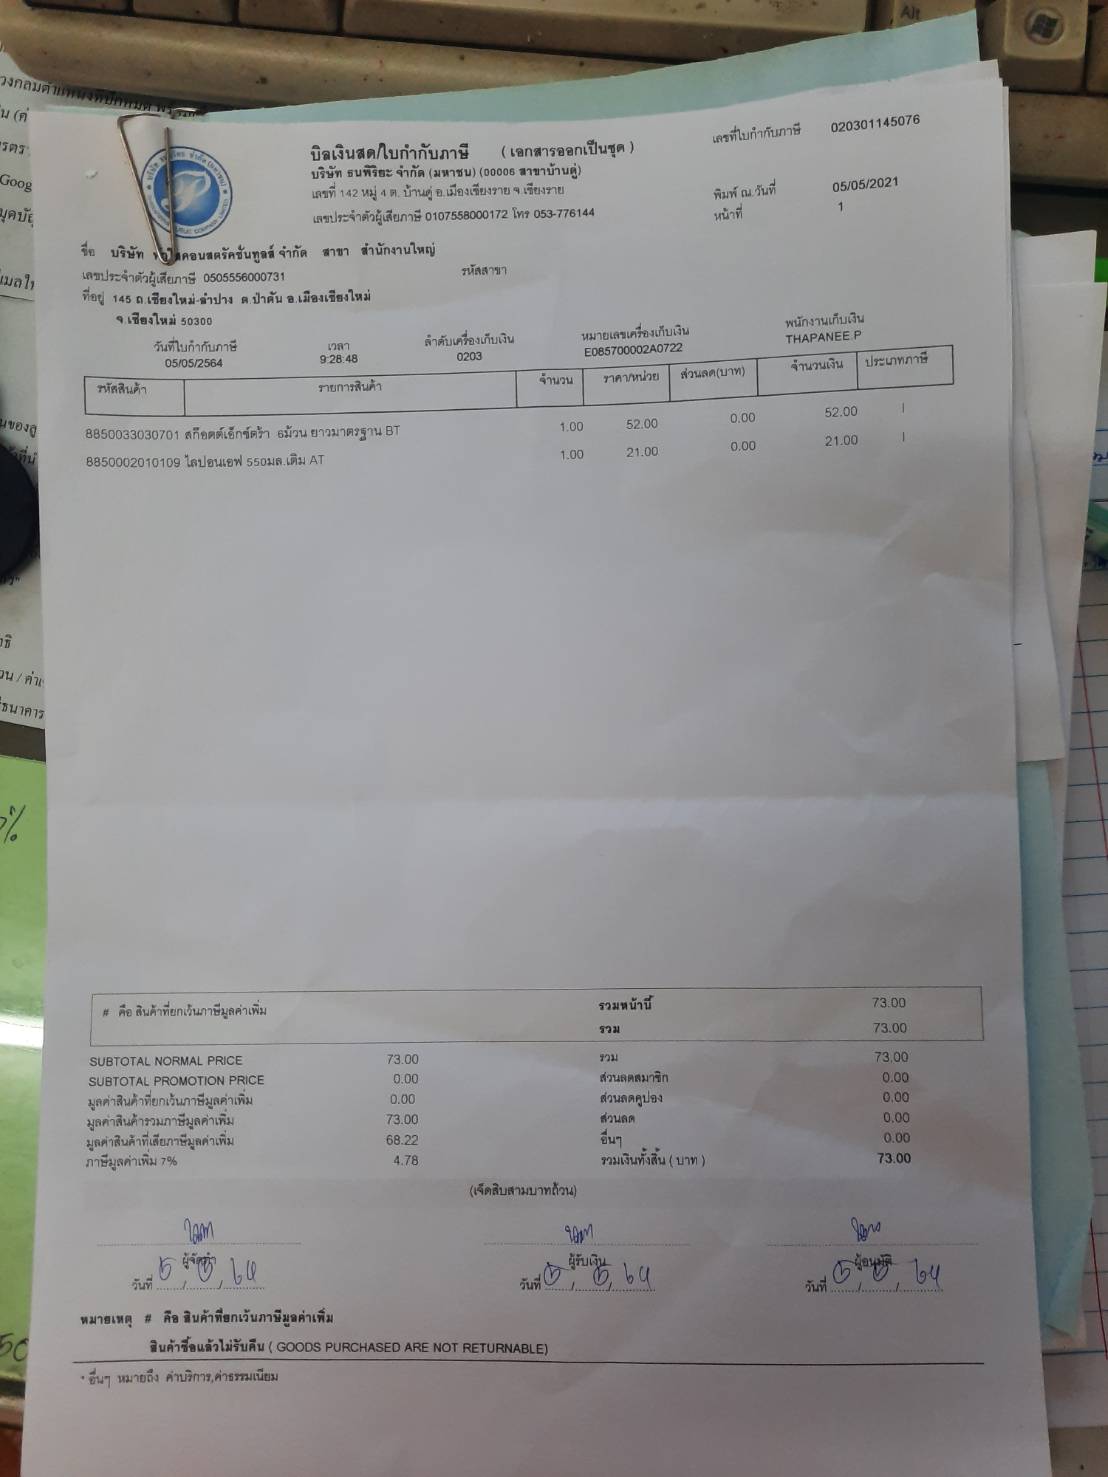 บิลเงินสด/ใบกำกับภาษี ( เอกสารออกเป็นชุด )
เลขที่ใบกำกับภาษี 020301145076
บริษัท ธนพิริยะ จำกัด (มหาชน) (00006 สาขาบ้านดู่)
เลขที่ 142 หมู่ 4 ต. บ้านดู่ อ.เมืองเชียงราย จ.เชียงราย
พิมพ์ ณ.วันที่ 05/05/2021
เลขประจำตัวผู้เสียภาษี 0107558000172 โทร 053-776144
หน้าที่ 1
ชื่อ บริษัท คอนสตรัคชั่นทูลส์ จำกัด สาขา สำนักงานใหญ่
เลขประจำตัวผู้เสียภาษี 0505556000731 รหัสสาขา
ที่อยู่ 145 ถ.เชียงใหม่-ลำปาง ต.ป่าตัน อ.เมืองเชียงใหม่
จ.เชียงใหม่ 50300
วันที่ใบกำกับภาษี เวลา ลำดับเครื่องเก็บเงิน หมายเลขเครื่องเก็บเงิน พนักงานเก็บเงิน
05/05/2564 9:28:48 0203 E085700002A0722 THAPANEE.P
รหัสสินค้า รายการสินค้า จำนวน ราคา/หน่วย ส่วนลด(บาท) จำนวนเงิน ประเภทภาษี
8850033030701 สก๊อตต์เอ็กซ์ตร้า 6ม้วน ยาวมาตรฐาน BT 1.00 52.00 0.00 52.00 I
8850002010109 ไลปอนเอฟ 550มล.เติม AT 1.00 21.00 0.00 21.00 I
# คือ สินค้าที่ยกเว้นภาษีมูลค่าเพิ่ม รวมหน้านี้ 73.00
รวม 73.00
SUBTOTAL NORMAL PRICE 73.00 รวม 73.00
SUBTOTAL PROMOTION PRICE 0.00 ส่วนลดสมาชิก 0.00
มูลค่าสินค้าที่ยกเว้นภาษีมูลค่าเพิ่ม 0.00 ส่วนลดคูปอง 0.00
มูลค่าสินค้ารวมภาษีมูลค่าเพิ่ม 73.00 ส่วนลด 0.00
มูลค่าสินค้าที่เสียภาษีมูลค่าเพิ่ม 68.22 อื่นๆ 0.00
ภาษีมูลค่าเพิ่ม 7% 4.78 รวมเงินทั้งสิ้น ( บาท ) 73.00
(เจ็ดสิบสามบาทถ้วน)
ผู้จัดทำ ผู้รับเงิน ผู้อนุมัติ
วันที่ 5, 5, 64 วันที่ 5, 5, 64 วันที่ 5, 5, 64
หมายเหตุ # คือ สินค้าที่ยกเว้นภาษีมูลค่าเพิ่ม
สินค้าซื้อแล้วไม่รับคืน ( GOODS PURCHASED ARE NOT RETURNABLE)
* อื่นๆ หมายถึง ค่าบริการ,ค่าธรรมเนียม
Alt